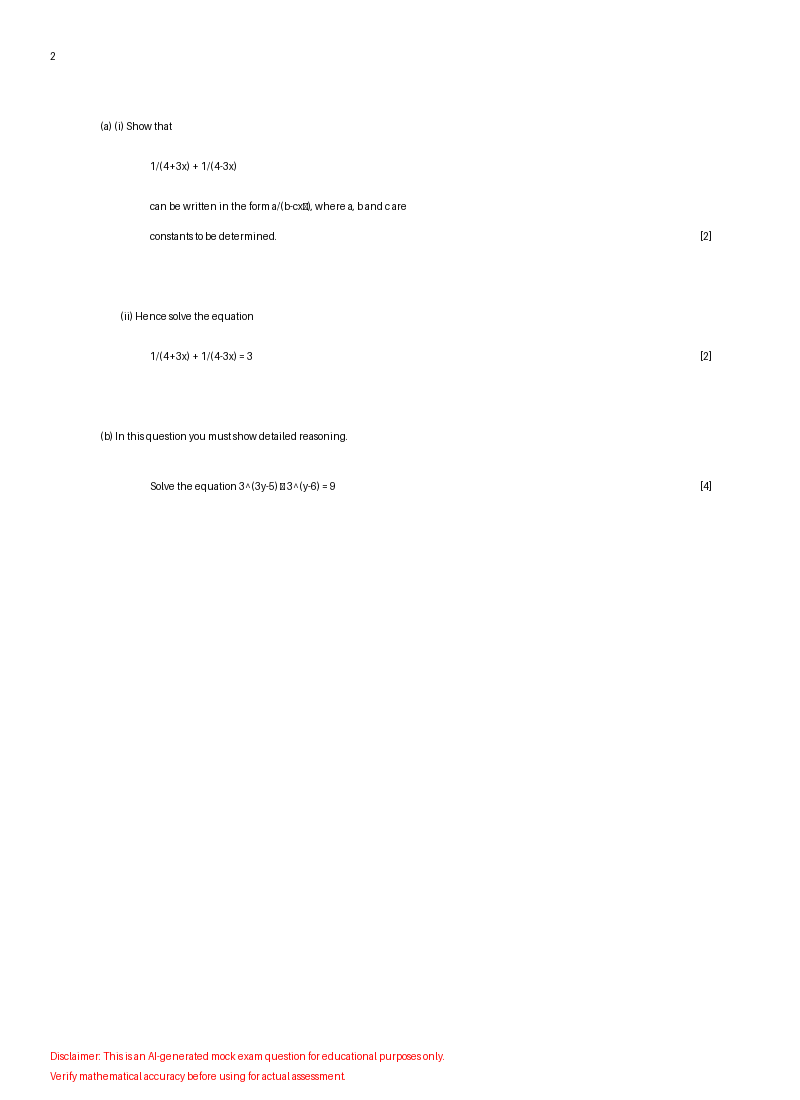 2
(a) (i) Show that
1/(4+3x) + 1/(4-3x)
can be written in the form a/(b-cx▯), where a, b and c are
constants to be determined. [2]
(ii) Hence solve the equation
1/(4+3x) + 1/(4-3x) = 3 [2]
(b) In this question you must show detailed reasoning.
Solve the equation 3^(3y-5) ▯ 3^(y-6) = 9 [4]
Disclaimer: This is an AI-generated mock exam question for educational purposes only.
Verify mathematical accuracy before using for actual assessment.